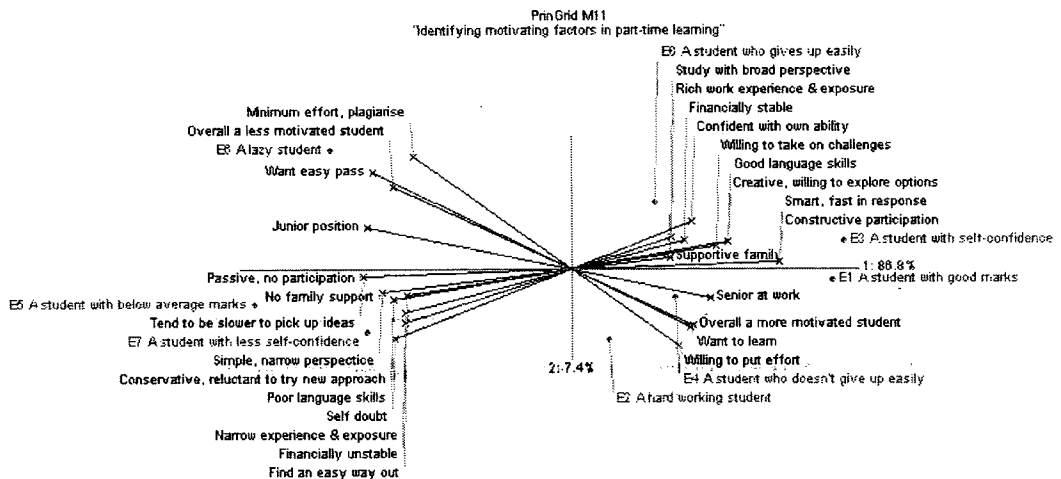 PrinGrid M11
"Identifying motivating factors in part-time learning"
E6 A student who gives up easily
Study with broad perspective
Rich work experience & exposure
Financially stable
Confident with own ability
Willing to take on challenges
Good language skills
Creative, willing to explore options
Smart, fast in response
Constructive participation
E3 A student with self-confidence
Supportive family
1: 86.8%
E1 A student with good marks
Senior at work
Overall a more motivated student
Want to learn
Willing to put effort
E4 A student who doesn't give up easily
E2 A hard working student
2: 7.4%
Minimum effort, plagiarise
Overall a less motivated student
E8 A lazy student
Want easy pass
Junior position
Passive, no participation
No family support
E5 A student with below average marks
Tend to be slower to pick up ideas
E7 A student with less self-confidence
Simple, narrow perspectice
Conservative, reluctant to try new approach
Poor language skills
Self doubt
Narrow experience & exposure
Financially unstable
Find an easy way out